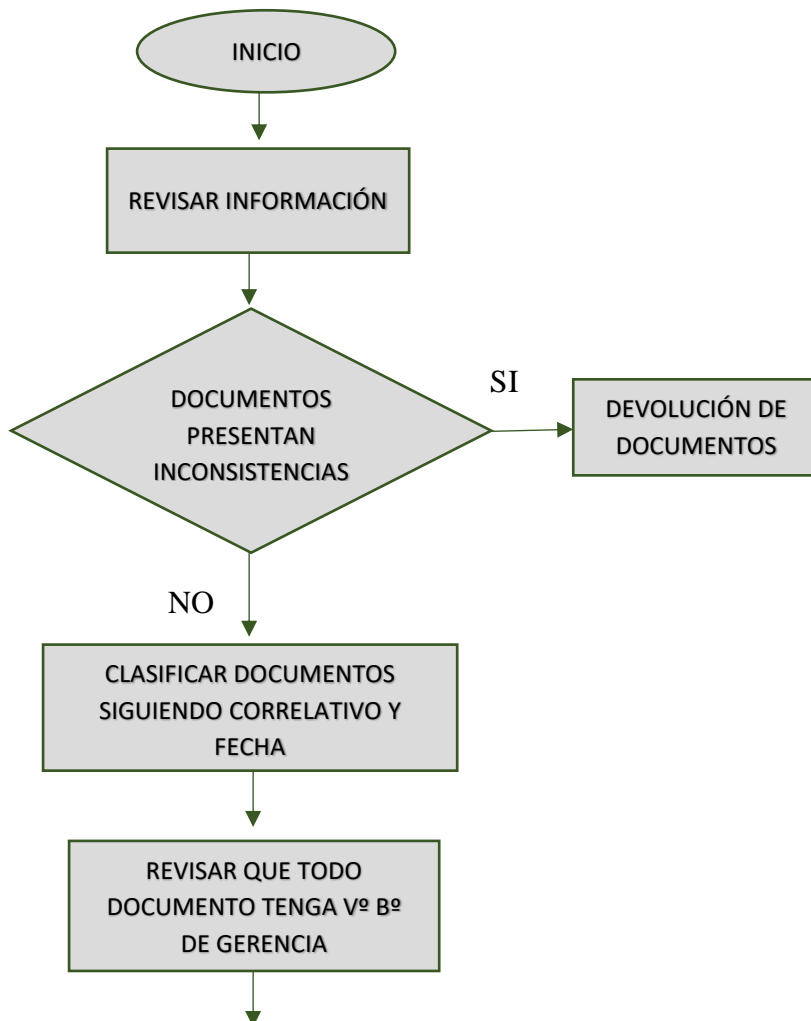 INICIO
REVISAR INFORMACIÓN
DOCUMENTOS
PRESENTAN
INCONSISTENCIAS
SI
DEVOLUCIÓN DE
DOCUMENTOS
NO
CLASIFICAR DOCUMENTOS
SIGUIENDO CORRELATIVO Y
FECHA
REVISAR QUE TODO
DOCUMENTO TENGA Vº Bº
DE GERENCIA